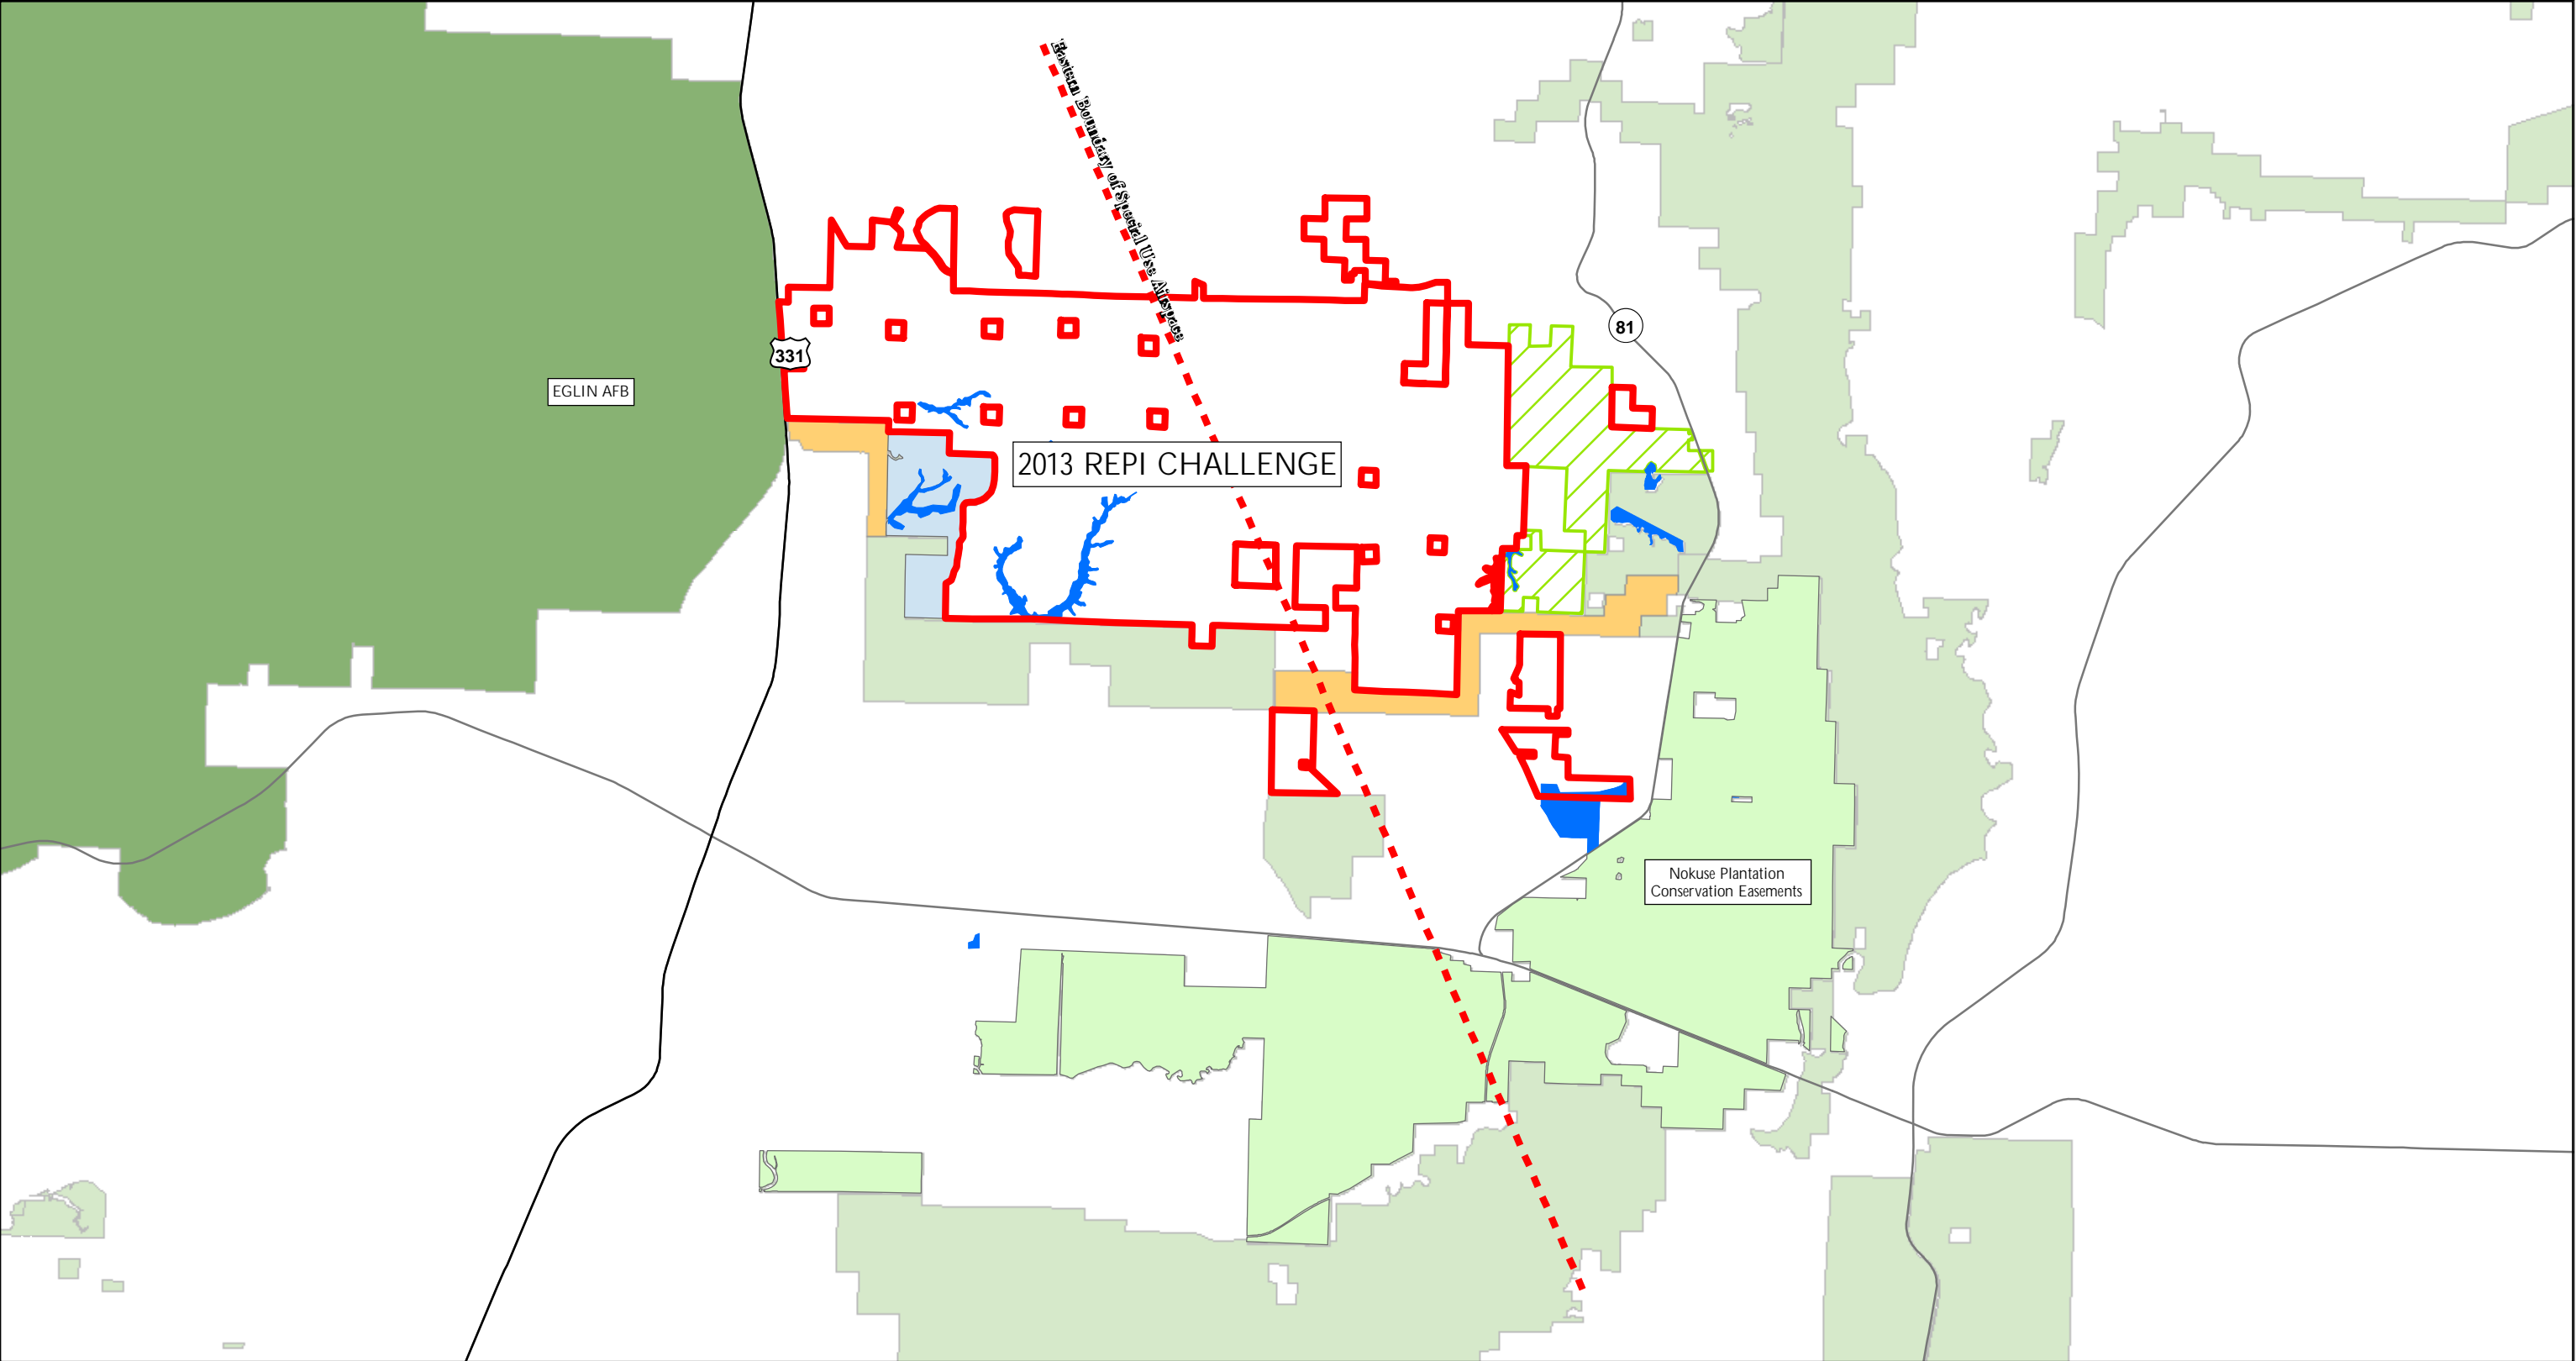 Eastern Boundary of Special Use Airspace
81
331
EGLIN AFB
2013 REPI CHALLENGE
Nokuse Plantation
Conservation Easements